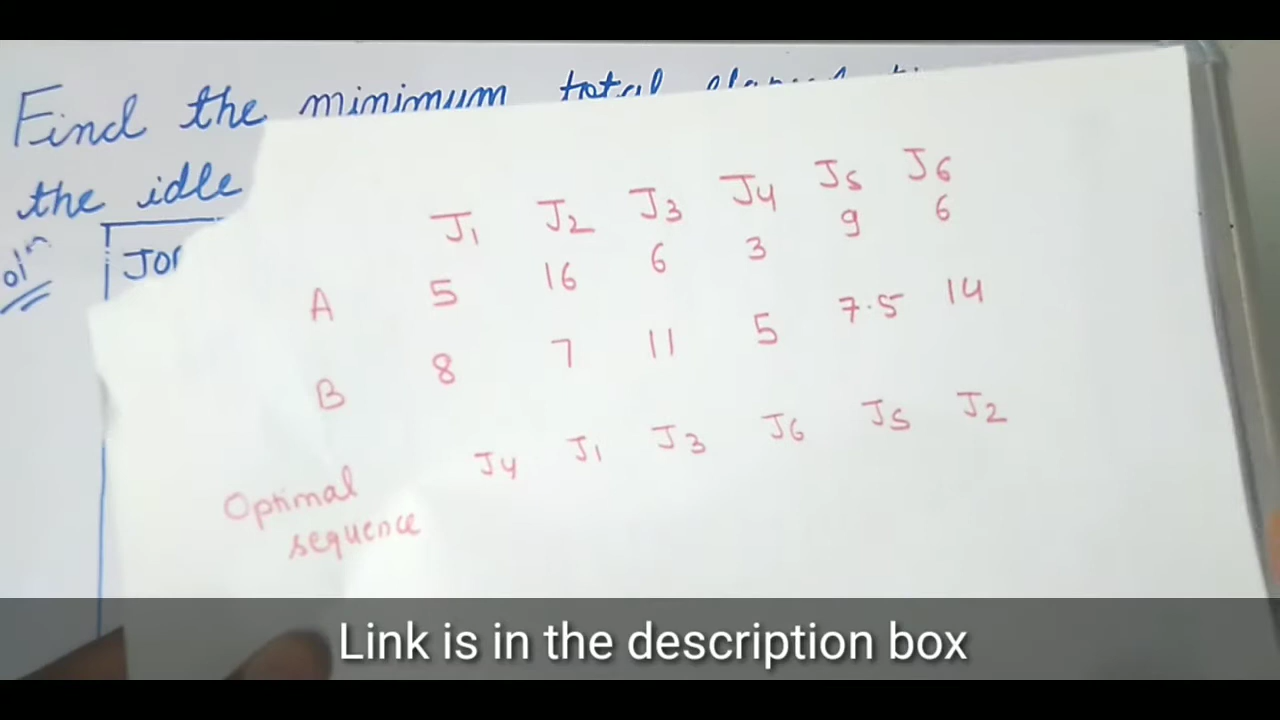 Find the minimum total
the idle
Soln
J1 J2 J3 J4 J5 J6
A 5 16 6 3 9 6
B 8 7 11 5 7.5 14
Optimal sequence J4 J1 J3 J6 J5 J2
Link is in the description box